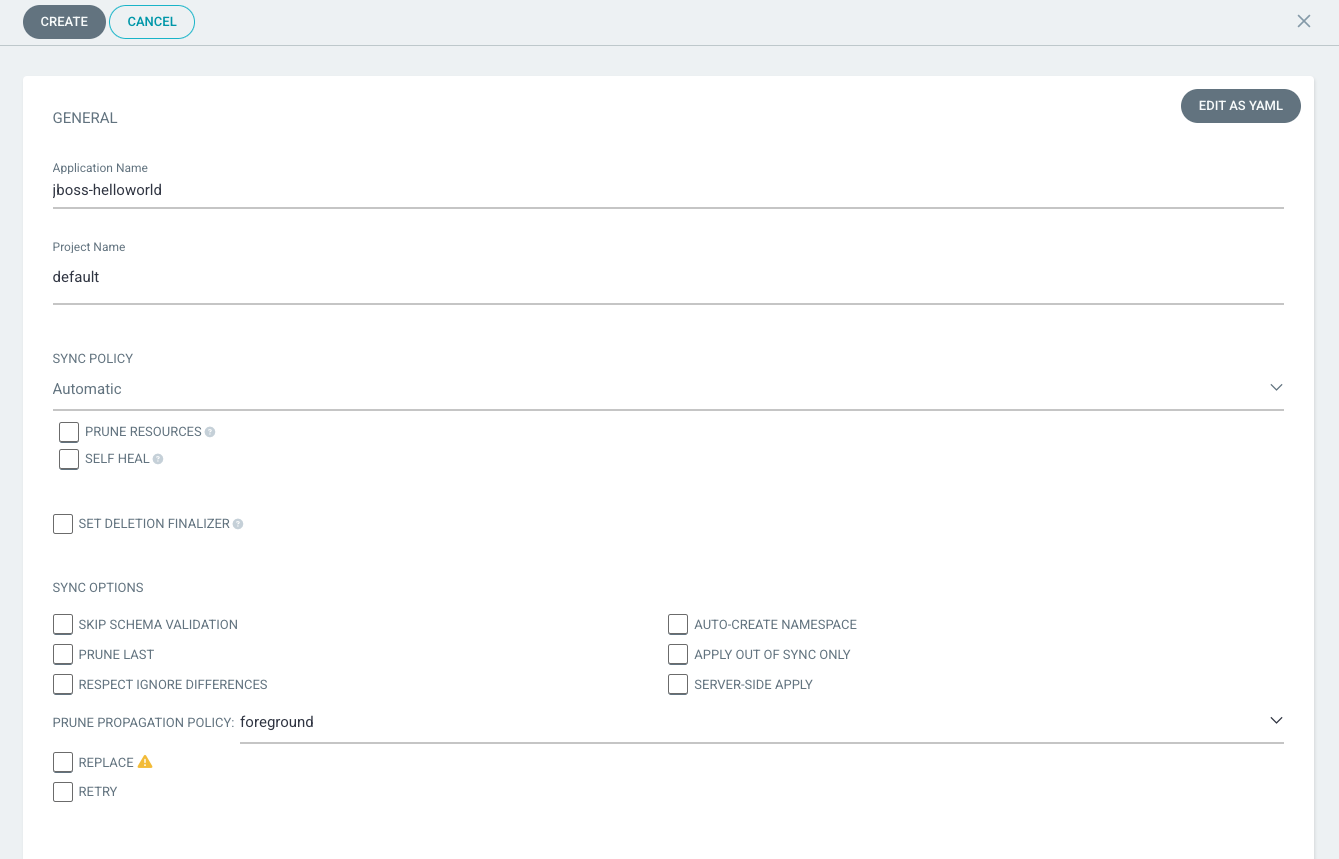 CREATE CANCEL
EDIT AS YAML
GENERAL
Application Name
jboss-helloworld
Project Name
default
SYNC POLICY
Automatic
PRUNE RESOURCES ?
SELF HEAL ?
SET DELETION FINALIZER ?
SYNC OPTIONS
SKIP SCHEMA VALIDATION AUTO-CREATE NAMESPACE
PRUNE LAST APPLY OUT OF SYNC ONLY
RESPECT IGNORE DIFFERENCES SERVER-SIDE APPLY
PRUNE PROPAGATION POLICY: foreground
REPLACE
RETRY